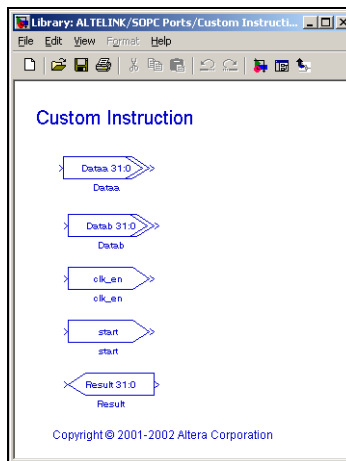 Library: ALTELINK/SOPC Ports/Custom Instructi...
File Edit View Format Help
Custom Instruction
Dataa 31:0
Dataa
Datab 31:0
Datab
clk_en
clk_en
start
start
Result 31:0
Result
Copyright © 2001-2002 Altera Corporation